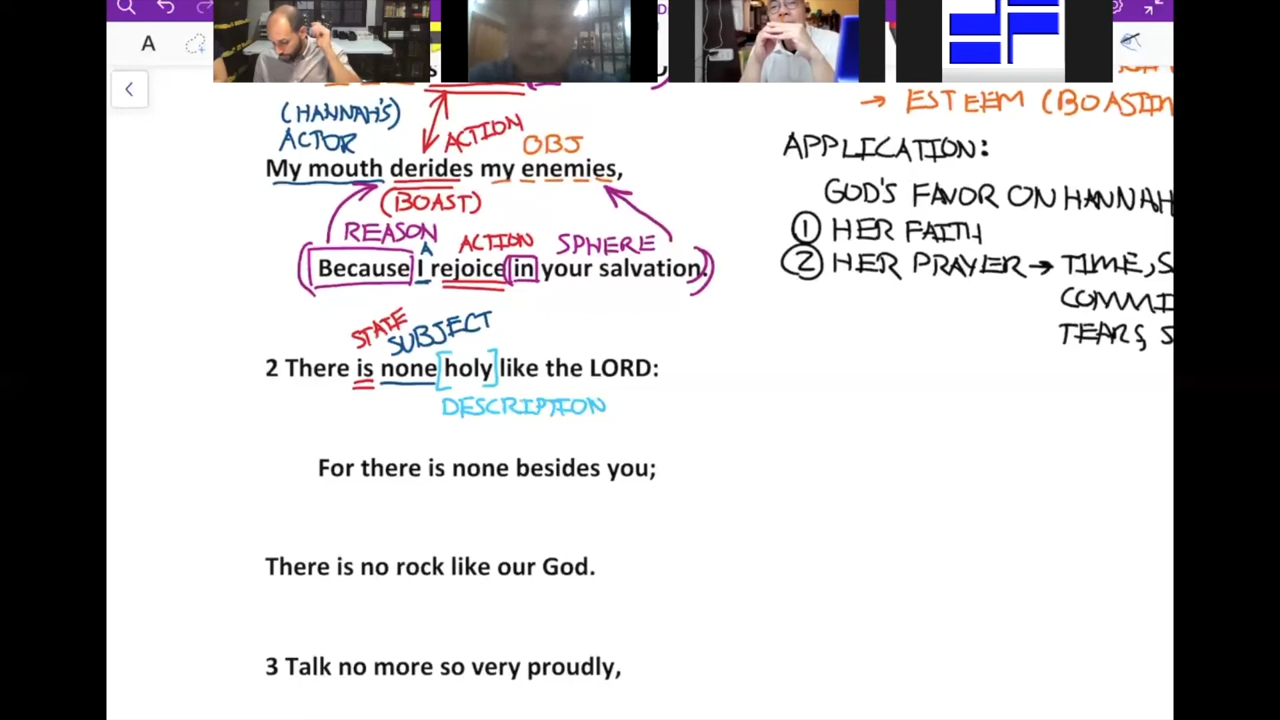 A
→ ESTEEM (BOASTIN
(HANNAH'S)
ACTOR
ACTION
OBJ
My mouth derides my enemies,
(BOAST)
REASON
A
ACTION
SPHERE
(Because I rejoice in your salvation.)
STATE
SUBJECT
2 There is none [holy] like the LORD:
DESCRIPTION
For there is none besides you;
There is no rock like our God.
3 Talk no more so very proudly,
APPLICATION:
GOD'S FAVOR ON HANNAH
① HER FAITH
② HER PRAYER → TIME, S
COMMI
TEARS, S